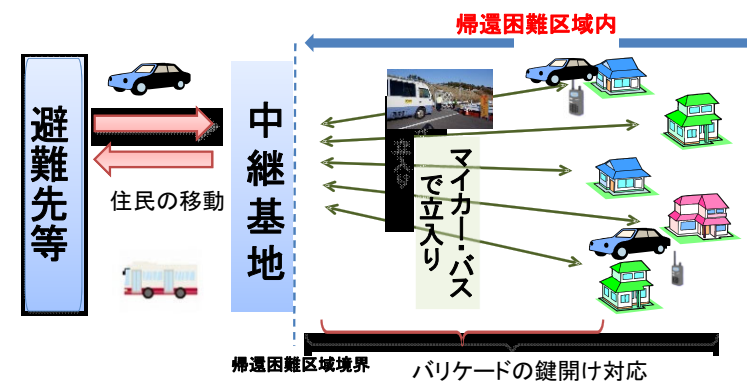 帰還困難区域内
避難先等
住民の移動
中継基地
マイカー・バス
で立入り
帰還困難区域境界
バリケードの鍵開け対応